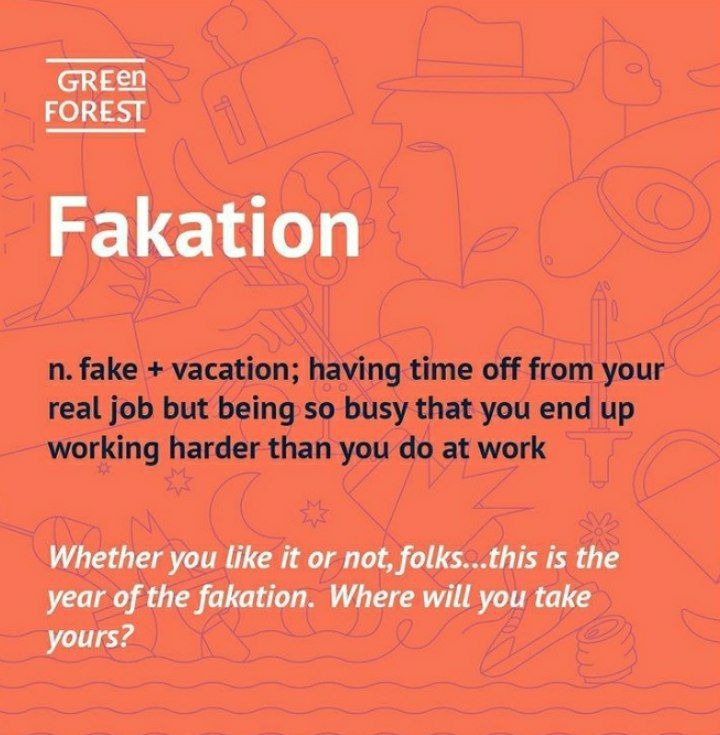 GREen
FOREST
Fakation
n. fake + vacation; having time off from your
real job but being so busy that you end up
working harder than you do at work
Whether you like it or not, folks...this is the
year of the fakation. Where will you take
yours?